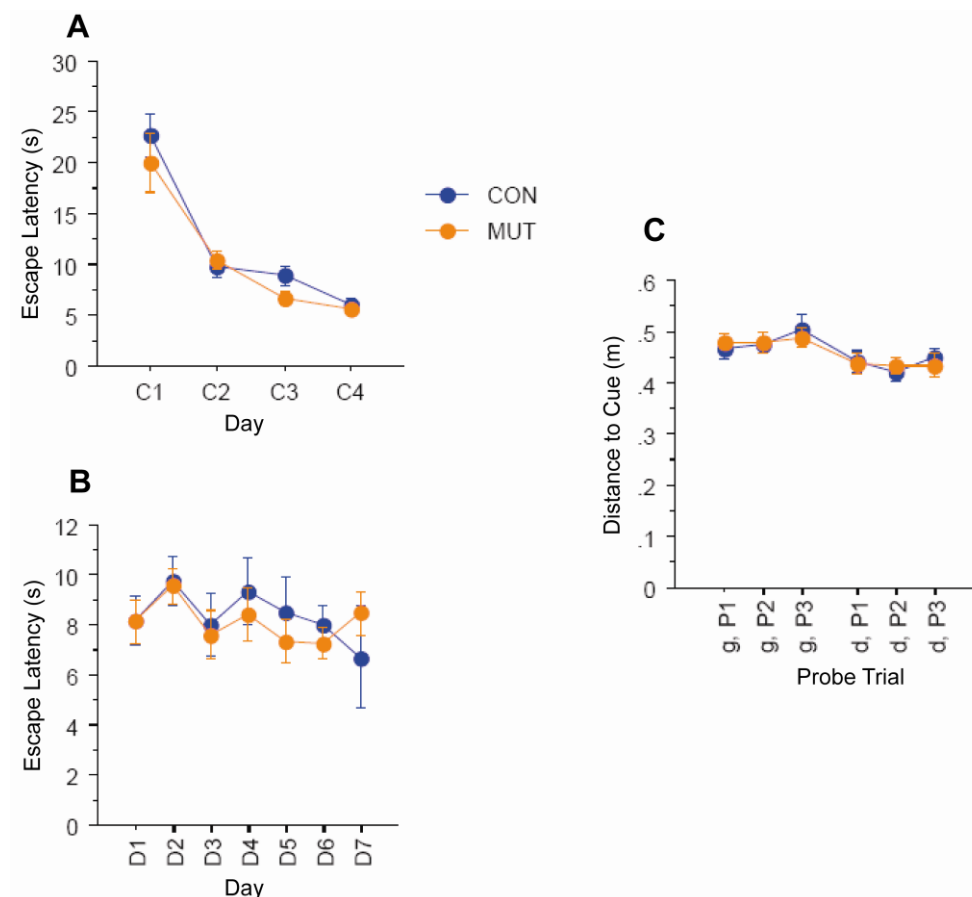 A
30
25
20
15
10
5
0
Escape Latency (s)
C1 C2 C3 C4
Day
CON
MUT
B
12
10
8
6
4
2
0
Escape Latency (s)
D1 D2 D3 D4 D5 D6 D7
Day
C
.6
.5
.4
.3
.2
.1
0
Distance to Cue (m)
g, P1 g, P2 g, P3 d, P1 d, P2 d, P3
Probe Trial